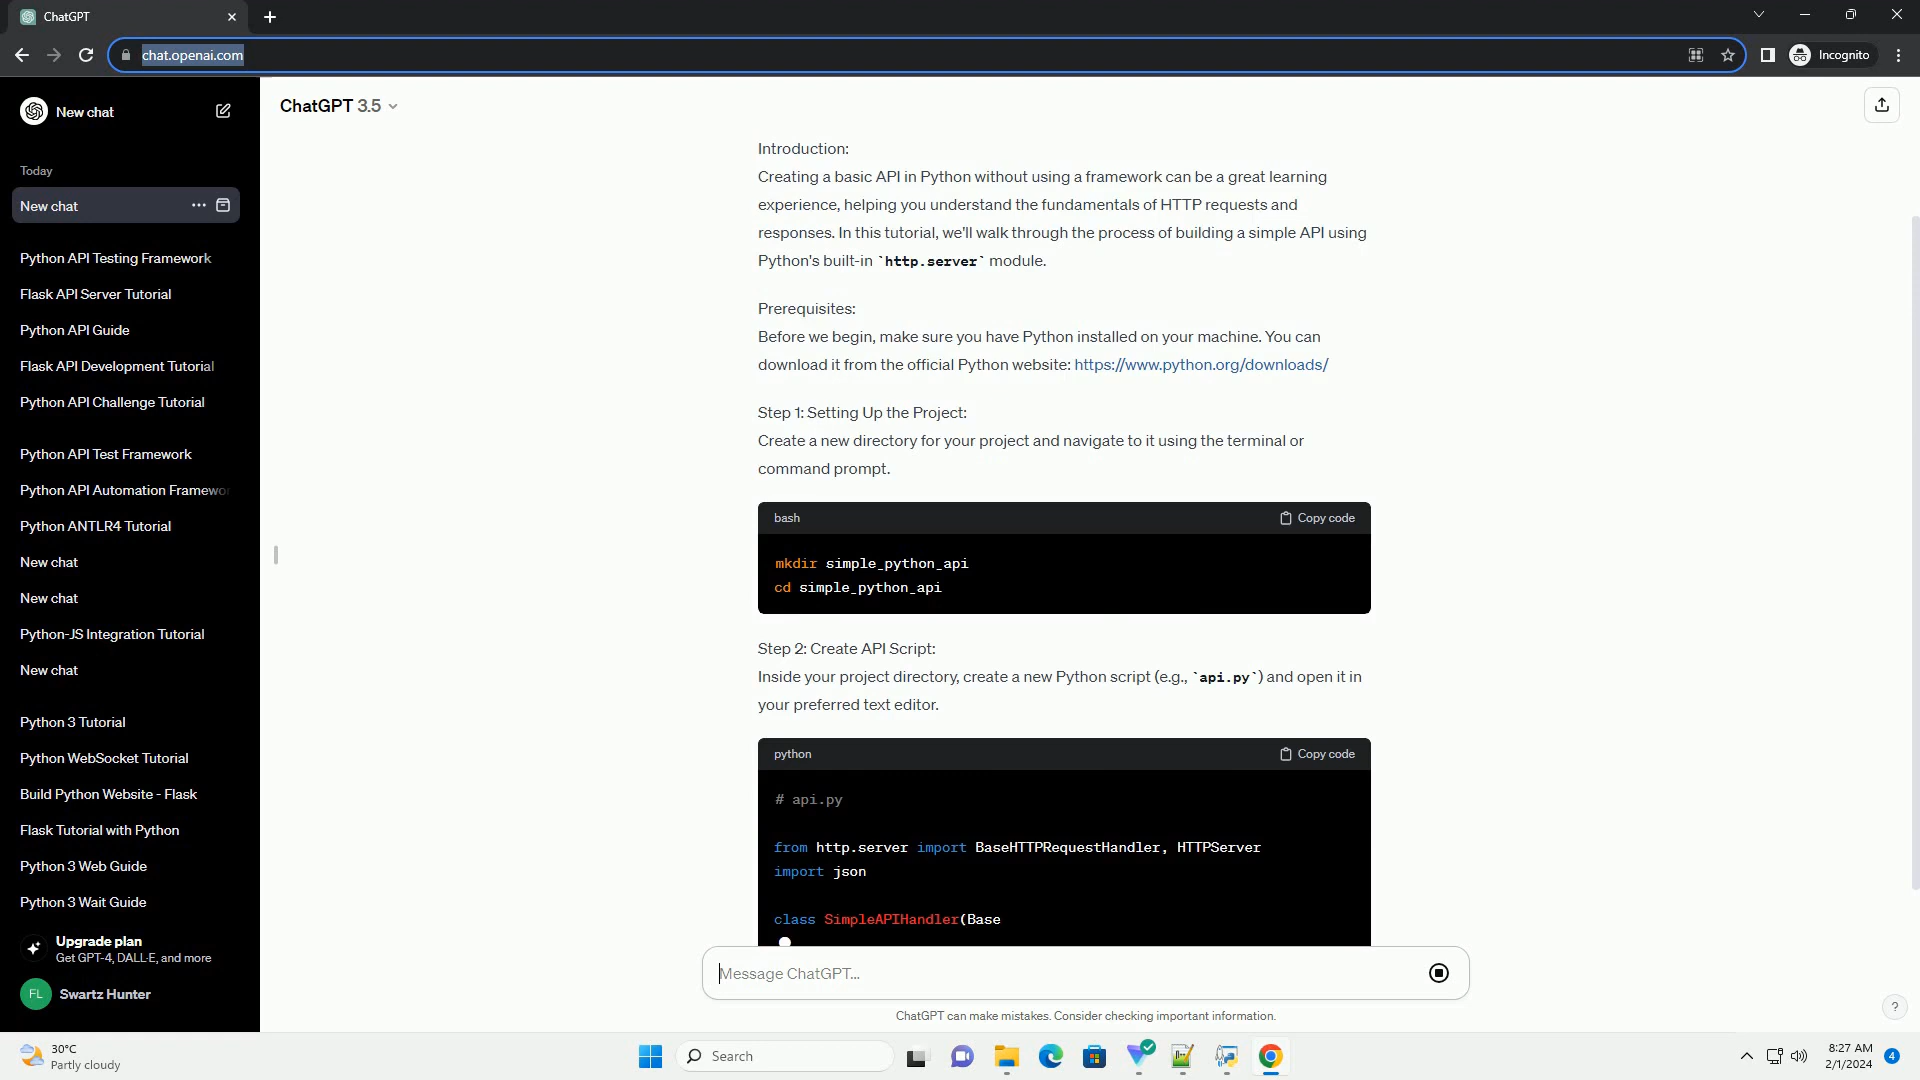 ChatGPT
chat.openai.com
Incognito
New chat
Today
New chat
Python API Testing Framework
Flask API Server Tutorial
Python API Guide
Flask API Development Tutorial
Python API Challenge Tutorial
Python API Test Framework
Python API Automation Framewor
Python ANTLR4 Tutorial
New chat
New chat
Python-JS Integration Tutorial
New chat
Python 3 Tutorial
Python WebSocket Tutorial
Build Python Website - Flask
Flask Tutorial with Python
Python 3 Web Guide
Python 3 Wait Guide
Upgrade plan
Get GPT-4, DALL·E, and more
FL Swartz Hunter
ChatGPT 3.5
Introduction:
Creating a basic API in Python without using a framework can be a great learning
experience, helping you understand the fundamentals of HTTP requests and
responses. In this tutorial, we'll walk through the process of building a simple API using
Python's built-in `http.server` module.
Prerequisites:
Before we begin, make sure you have Python installed on your machine. You can
download it from the official Python website: https://www.python.org/downloads/
Step 1: Setting Up the Project:
Create a new directory for your project and navigate to it using the terminal or
command prompt.
bash Copy code
mkdir simple_python_api
cd simple_python_api
Step 2: Create API Script:
Inside your project directory, create a new Python script (e.g., `api.py`) and open it in
your preferred text editor.
python Copy code
# api.py
from http.server import BaseHTTPRequestHandler, HTTPServer
import json
class SimpleAPIHandler(Base
Message ChatGPT…
ChatGPT can make mistakes. Consider checking important information.
?
30°C
Partly cloudy
Search
8:27 AM
2/1/2024
4